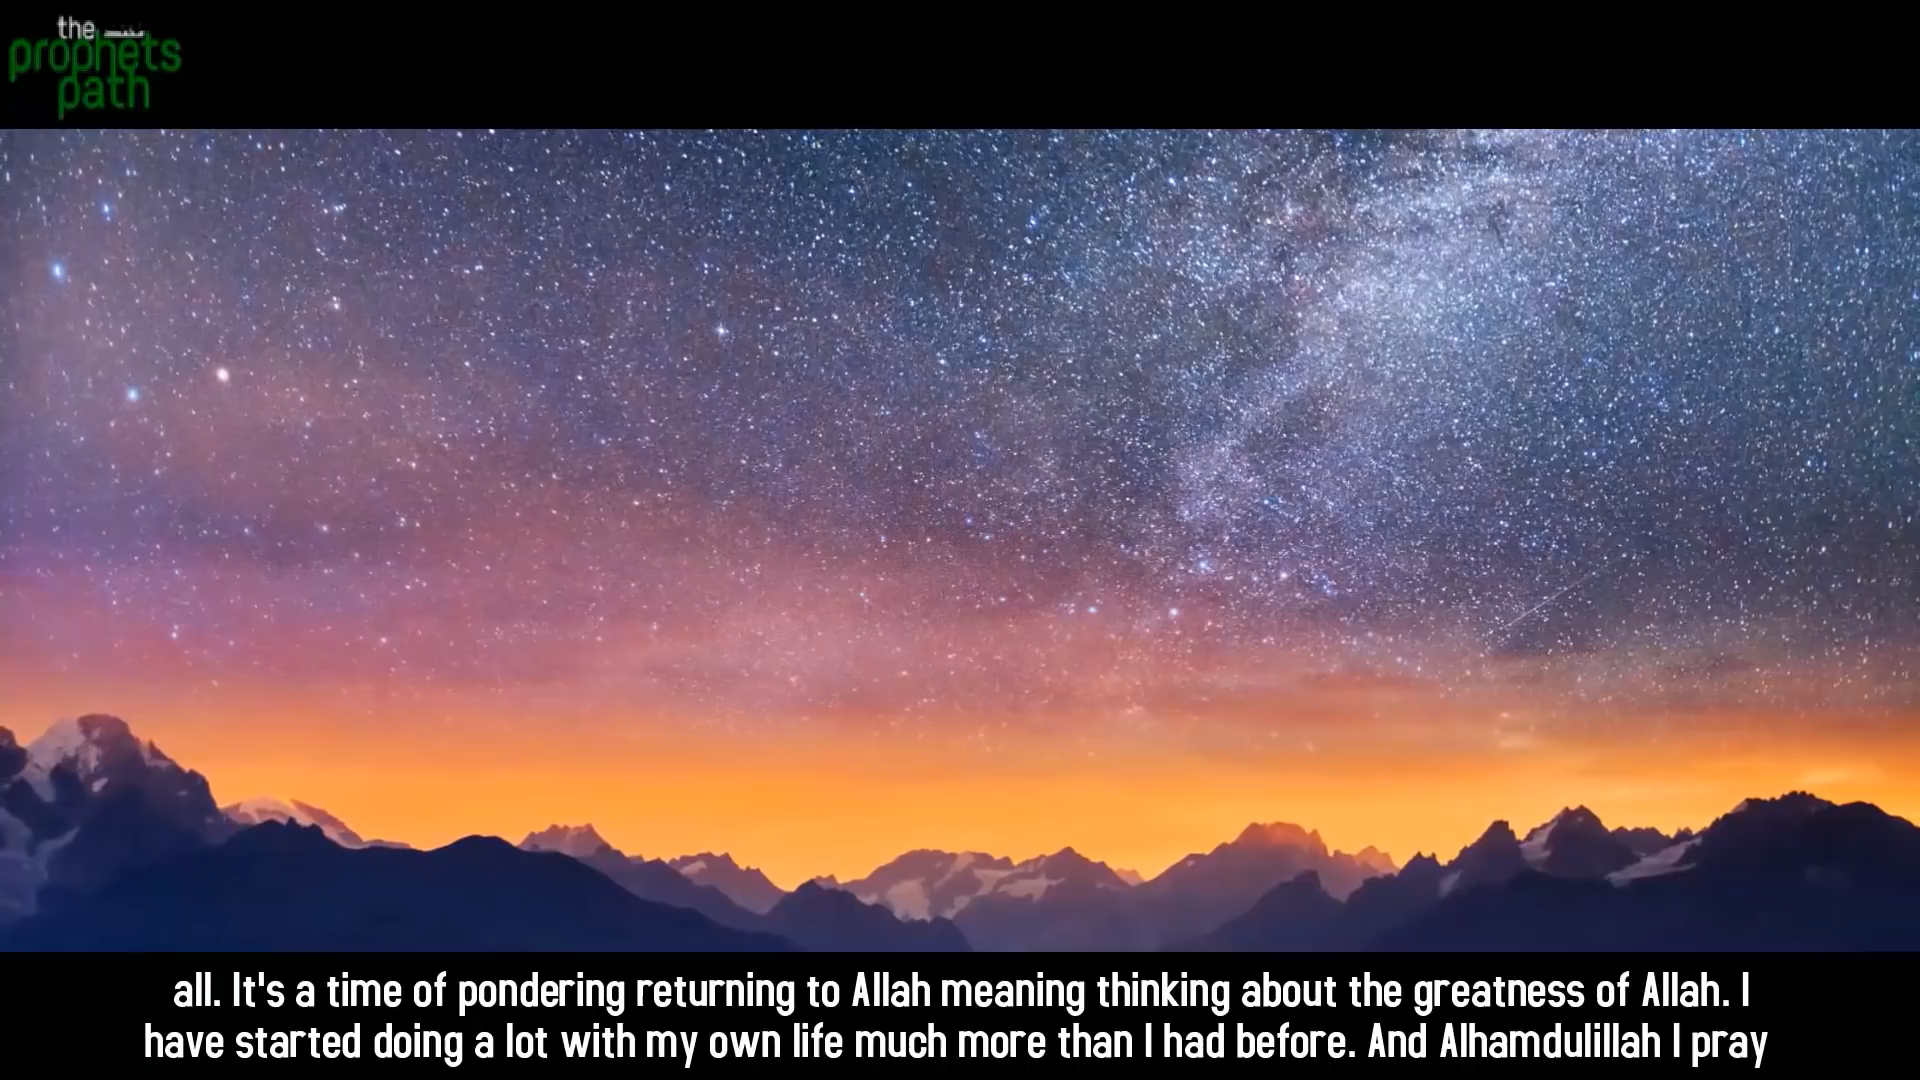 the
prophets
path
all. It's a time of pondering returning to Allah meaning thinking about the greatness of Allah. I
have started doing a lot with my own life much more than I had before. And Alhamdulillah I pray